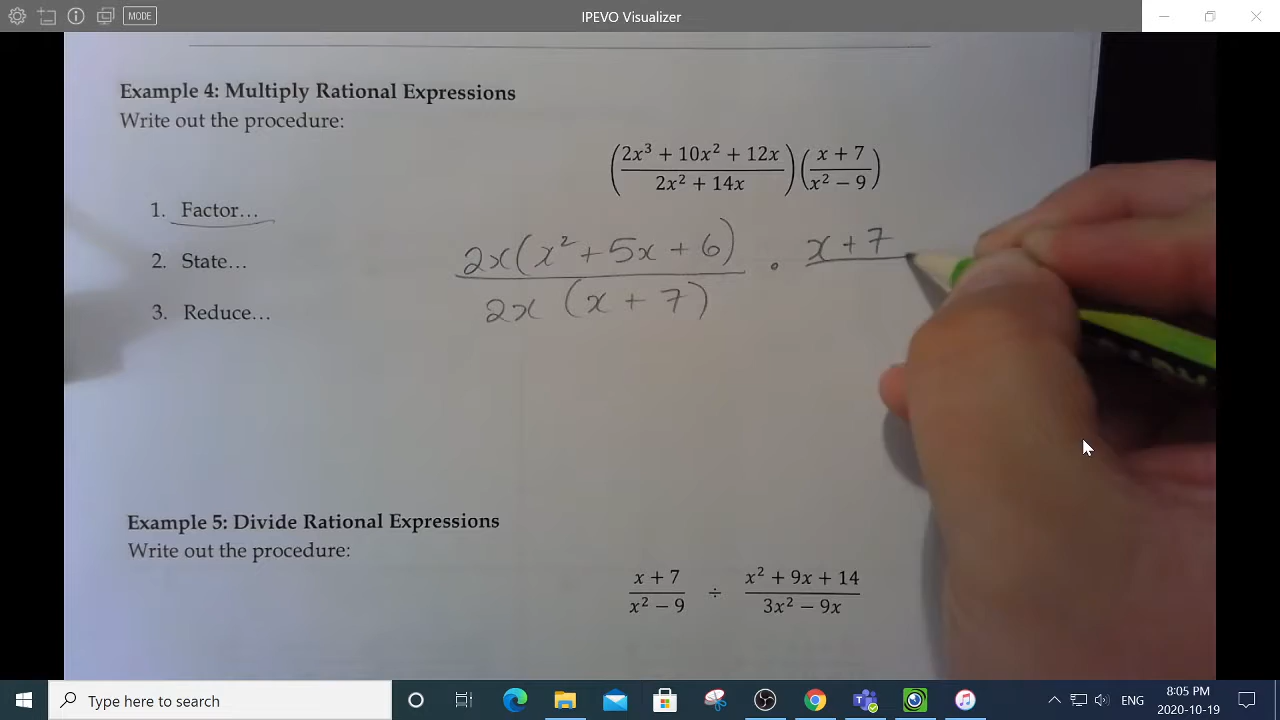 IPEVO Visualizer
MODE
Example 4: Multiply Rational Expressions
Write out the procedure:
(2x³ + 10x² + 12x / 2x² + 14x)(x + 7 / x² − 9)
1. Factor...
2. State...
3. Reduce...
2x(x² + 5x + 6) / 2x (x + 7) · x + 7
Example 5: Divide Rational Expressions
Write out the procedure:
x + 7 / x² − 9 ÷ x² + 9x + 14 / 3x² − 9x
Type here to search
ENG
8:05 PM
2020-10-19